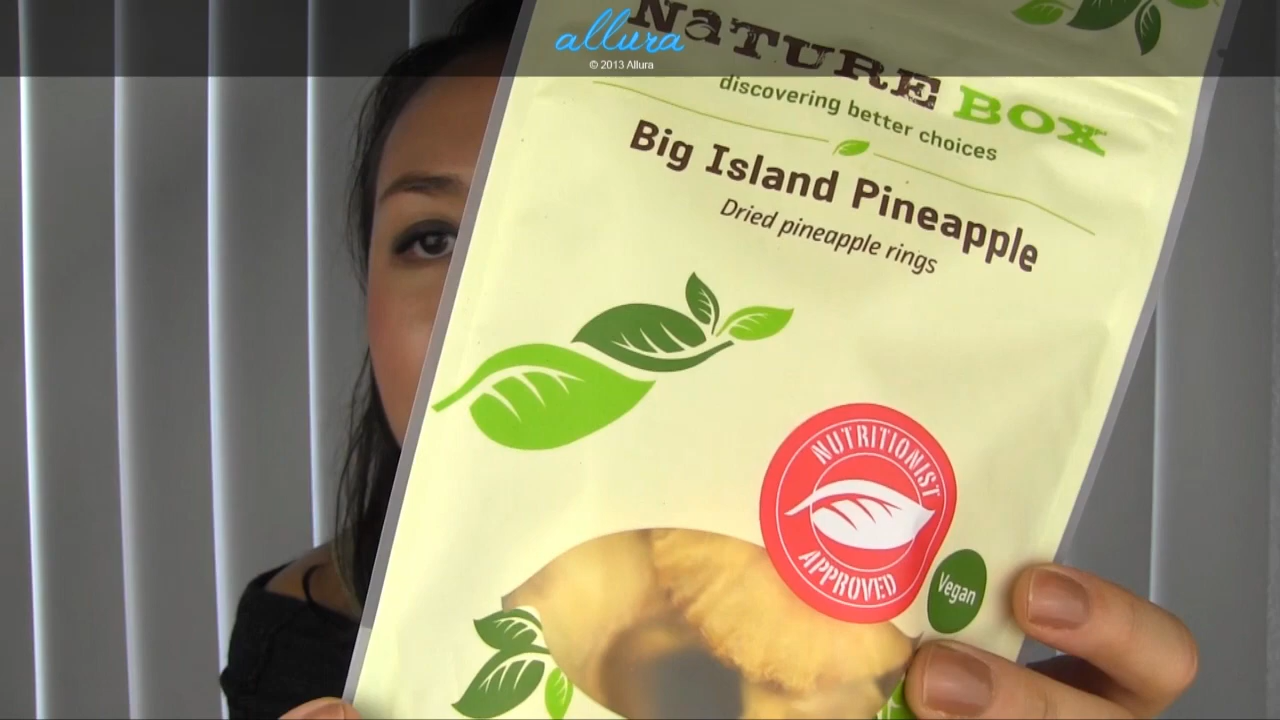 allura
© 2013 Allura
NaTURE BOX
discovering better choices
Big Island Pineapple
Dried pineapple rings
NUTRITIONIST
APPROVED
Vegan